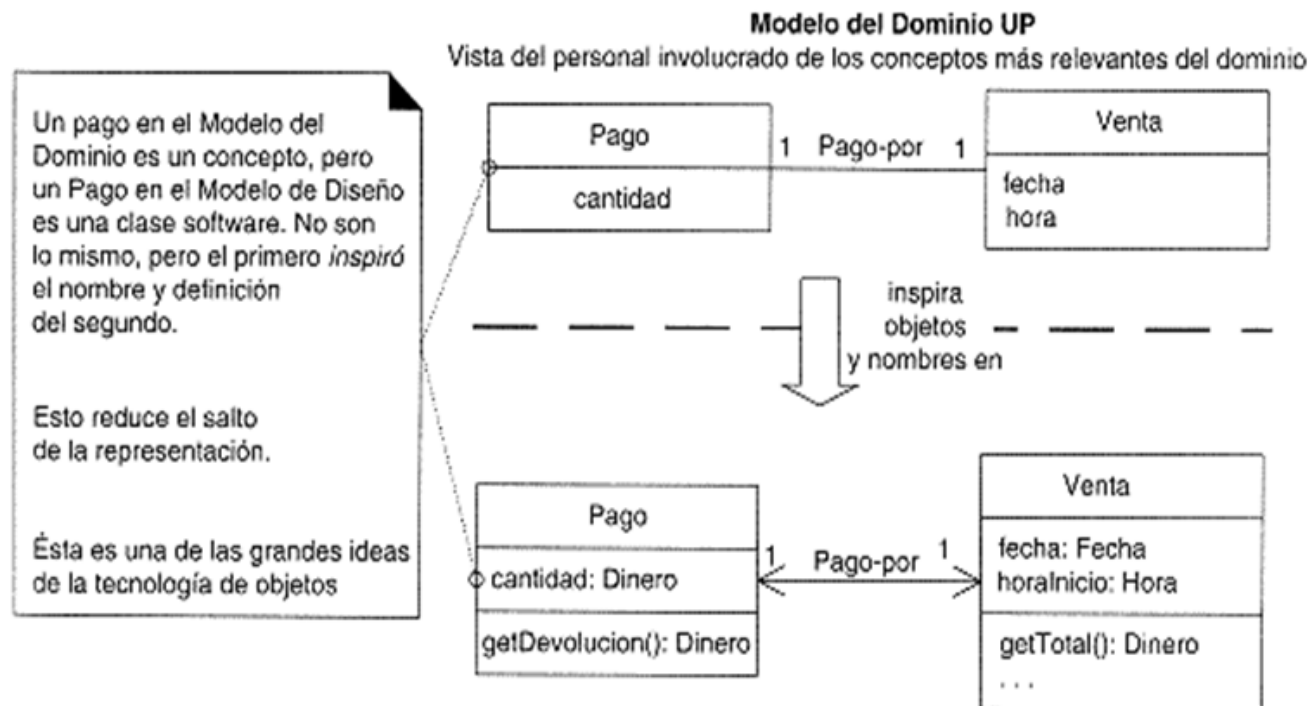 Modelo del Dominio UP
Vista del personal involucrado de los conceptos más relevantes del dominio
Un pago en el Modelo del
Dominio es un concepto, pero
un Pago en el Modelo de Diseño
es una clase software. No son
lo mismo, pero el primero inspiró
el nombre y definición
del segundo.
Esto reduce el salto
de la representación.
Ésta es una de las grandes ideas
de la tecnología de objetos
Pago
cantidad
1 Pago-por 1
Venta
fecha
hora
inspira
objetos
y nombres en
Pago
cantidad: Dinero
getDevolucion(): Dinero
1 Pago-por 1
Venta
fecha: Fecha
horaInicio: Hora
getTotal(): Dinero
. . .